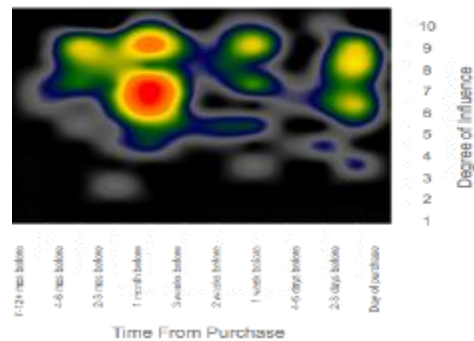 10
9
8
7
6
5
4
3
2
1
Degree of Influence
7-12+ mos before
4-6 mos before
2-3 mos before
1 month before
3 weeks before
2 weeks before
1 week before
4-6 days before
2-3 days before
Day of purchase
Time From Purchase